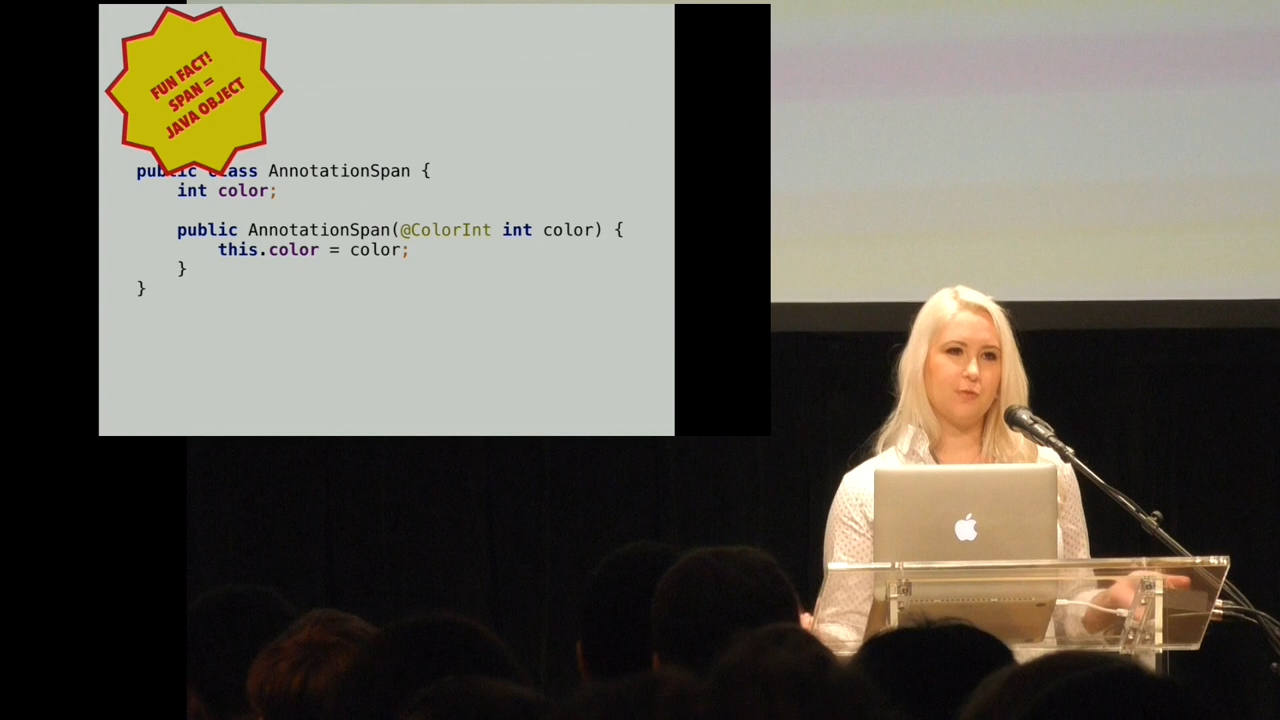 FUN FACT!
SPAN =
JAVA OBJECT
public class AnnotationSpan {
int color;
public AnnotationSpan(@ColorInt int color) {
this.color = color;
}
}